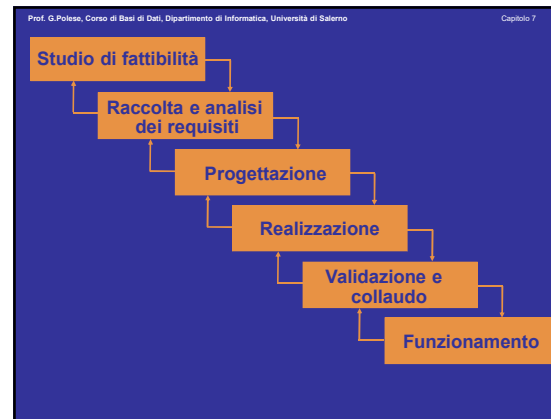 Prof. G.Polese, Corso di Basi di Dati, Dipartimento di Informatica, Università di Salerno
Capitolo 7
Studio di fattibilità
Raccolta e analisi
dei requisiti
Progettazione
Realizzazione
Validazione e
collaudo
Funzionamento